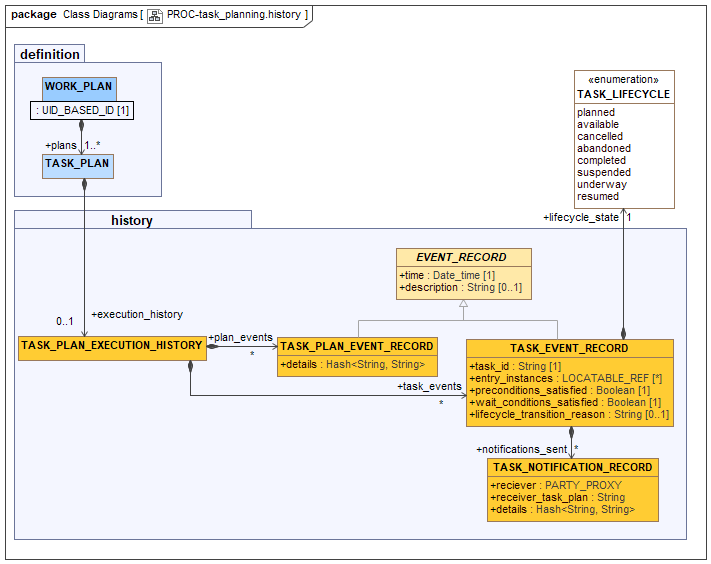 package Class Diagrams [ PROC-task_planning.history ]
definition
WORK_PLAN
: UID_BASED_ID [1]
+plans 1..*
TASK_PLAN
«enumeration»
TASK_LIFECYCLE
planned
available
cancelled
abandoned
completed
suspended
underway
resumed
+lifecycle_state 1
history
EVENT_RECORD
+time : Date_time [1]
+description : String [0..1]
0..1 +execution_history
TASK_PLAN_EXECUTION_HISTORY
+plan_events
*
TASK_PLAN_EVENT_RECORD
+details : Hash<String, String>
+task_events
*
TASK_EVENT_RECORD
+task_id : String [1]
+entry_instances : LOCATABLE_REF [*]
+preconditions_satisfied : Boolean [1]
+wait_conditions_satisfied : Boolean [1]
+lifecycle_transition_reason : String [0..1]
+notifications_sent *
TASK_NOTIFICATION_RECORD
+reciever : PARTY_PROXY
+receiver_task_plan : String
+details : Hash<String, String>